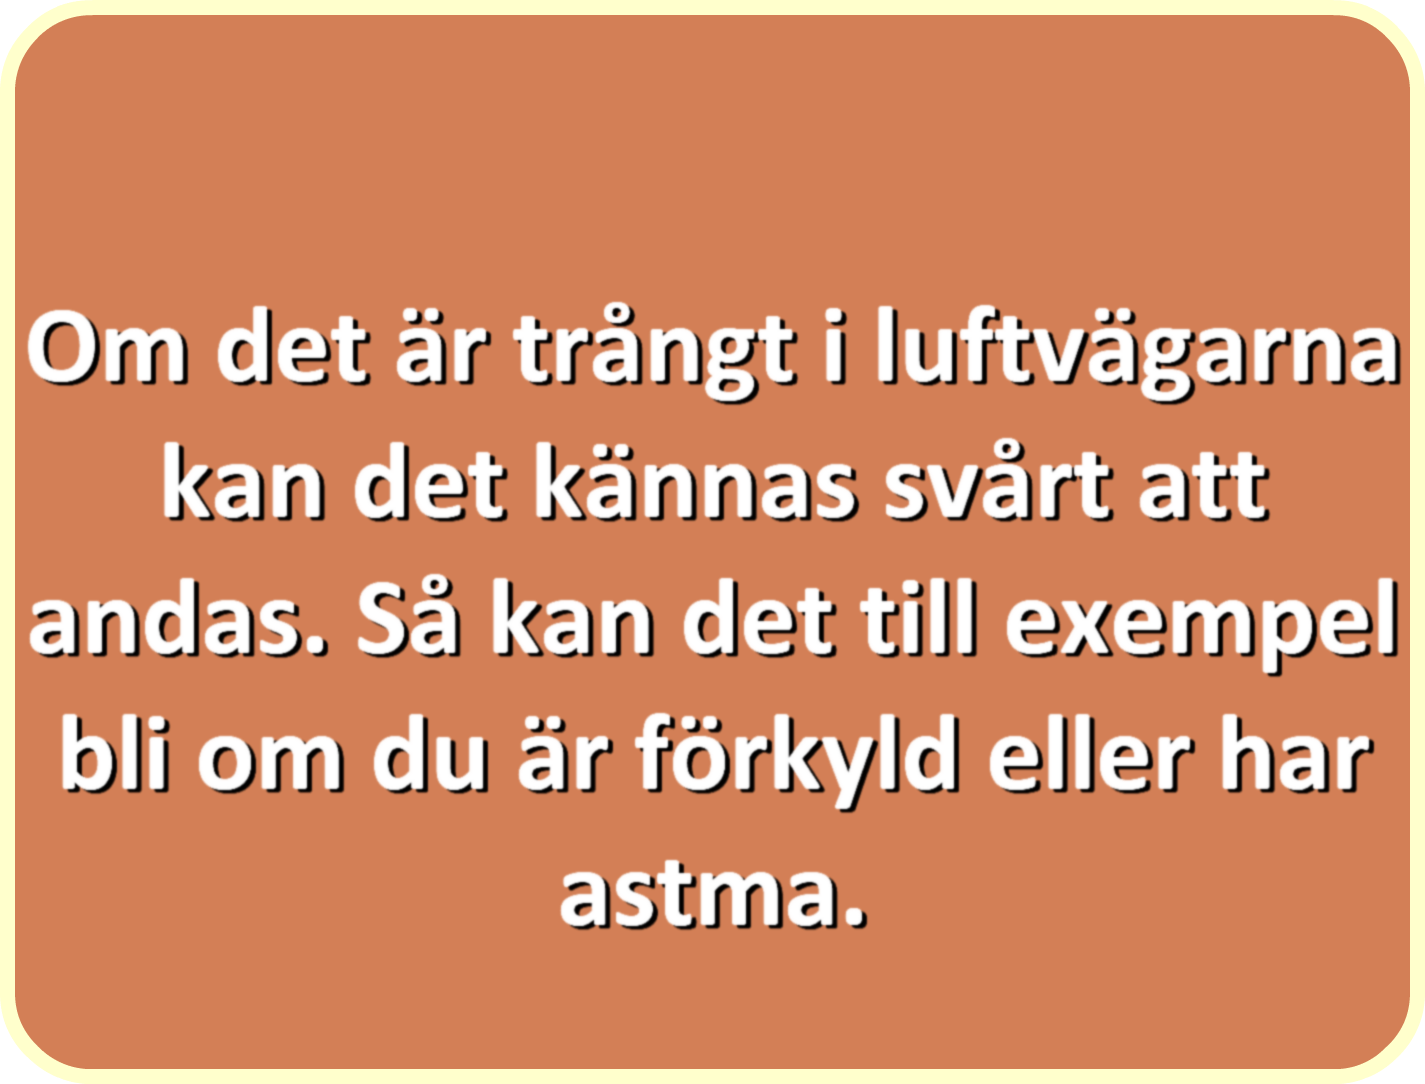 Om det är trångt i luftvägarna
kan det kännas svårt att
andas. Så kan det till exempel
bli om du är förkyld eller har
astma.